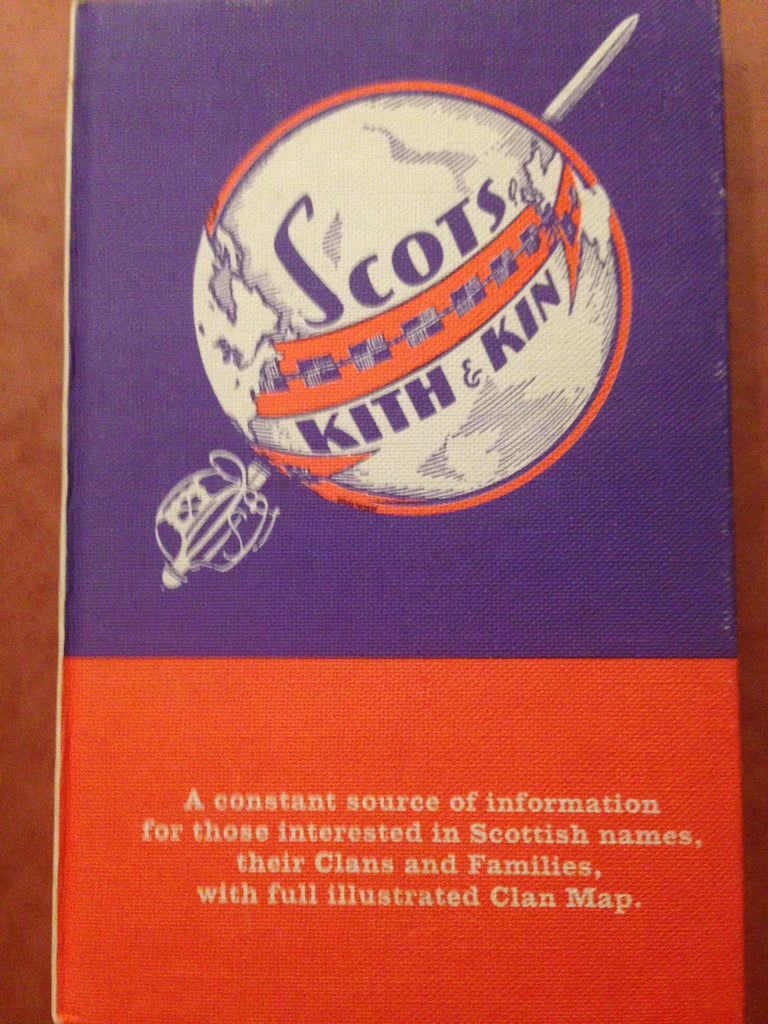 SCOTS
KITH & KIN
A constant source of information
for those interested in Scottish names,
their Clans and Families,
with full illustrated Clan Map.